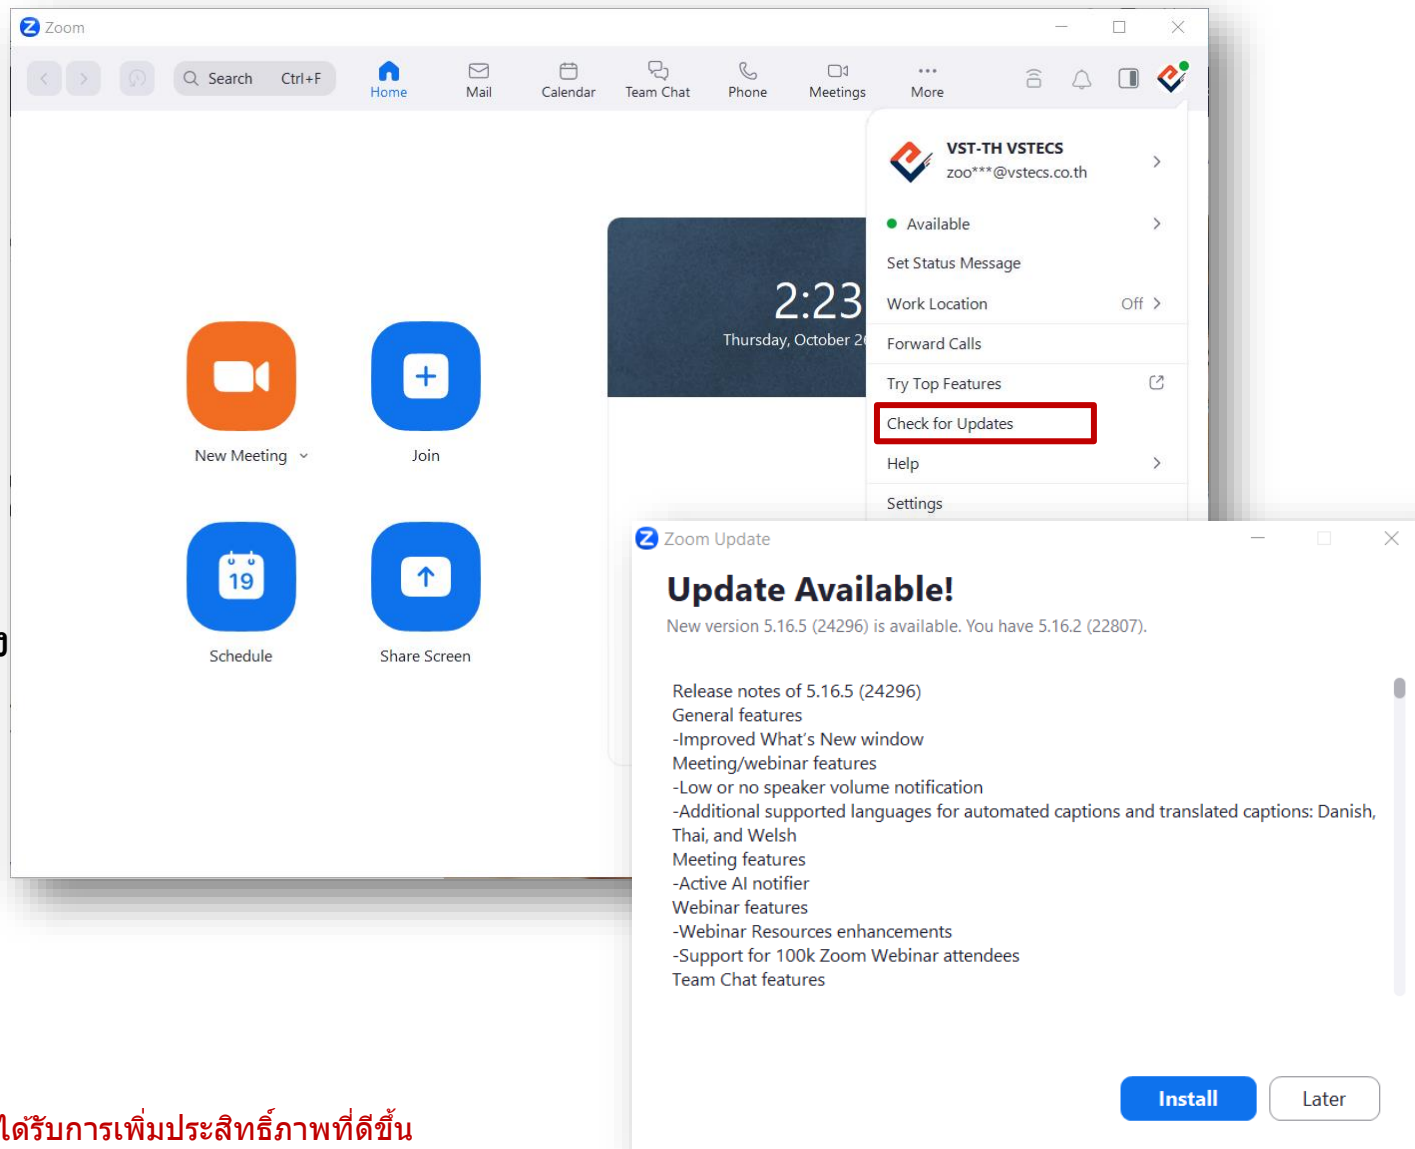 Zoom
Search Ctrl+F
Home
Mail
Calendar
Team Chat
Phone
Meetings
More
VST-TH VSTECS
zoo***@vstecs.co.th
Available
Set Status Message
Work Location Off
Forward Calls
Try Top Features
Check for Updates
Help
Settings
2:23
Thursday, October 26
New Meeting
Join
19
Schedule
Share Screen
Zoom Update
Update Available!
New version 5.16.5 (24296) is available. You have 5.16.2 (22807).
Release notes of 5.16.5 (24296)
General features
-Improved What's New window
Meeting/webinar features
-Low or no speaker volume notification
-Additional supported languages for automated captions and translated captions: Danish,
Thai, and Welsh
Meeting features
-Active AI notifier
Webinar features
-Webinar Resources enhancements
-Support for 100k Zoom Webinar attendees
Team Chat features
Install
Later
ได้รับการเพิ่มประสิทธิ์ภาพที่ดีขึ้น